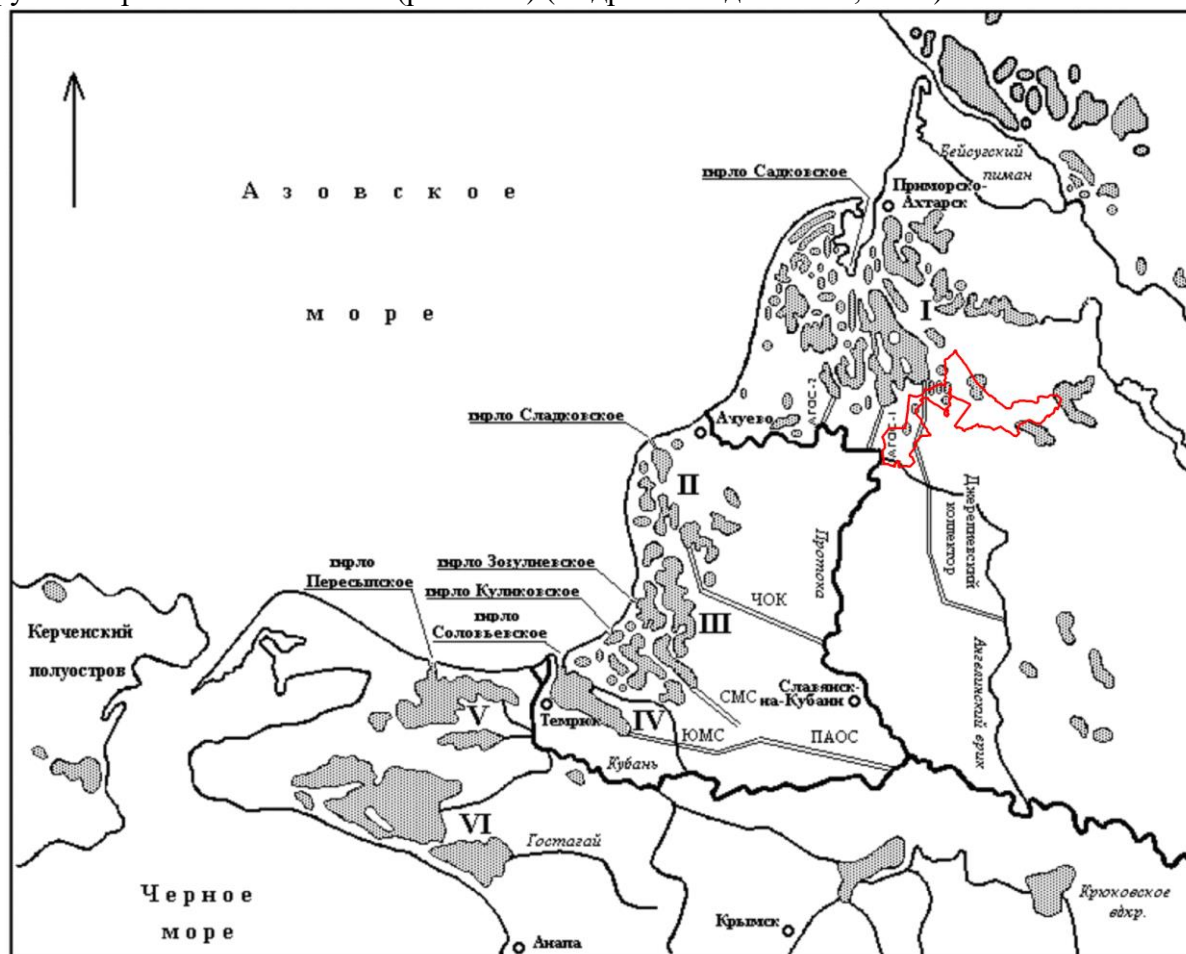 Бейсугский
лиман
гирло Садковское
Приморско-
Ахтарск
А з о в с к о е
м о р е
I
АГОС-2
гирло Сладковское
Ачуево
АГОС-1
II
Джерелиевский
коллектор
Протока
гирло
Пересыпское
гирло Зозулиевское
гирло Куликовское
гирло
Соловьевское
ЧОК
III
Керченский
полуостров
Ангелинский ерик
СМС
Славянск-
на-Кубани
V
Темрюк
IV
ЮМС
ПАОС
Кубань
VI
Гостагай
Черное
море
Крюковское
вдхр.
Крымск
Анапа